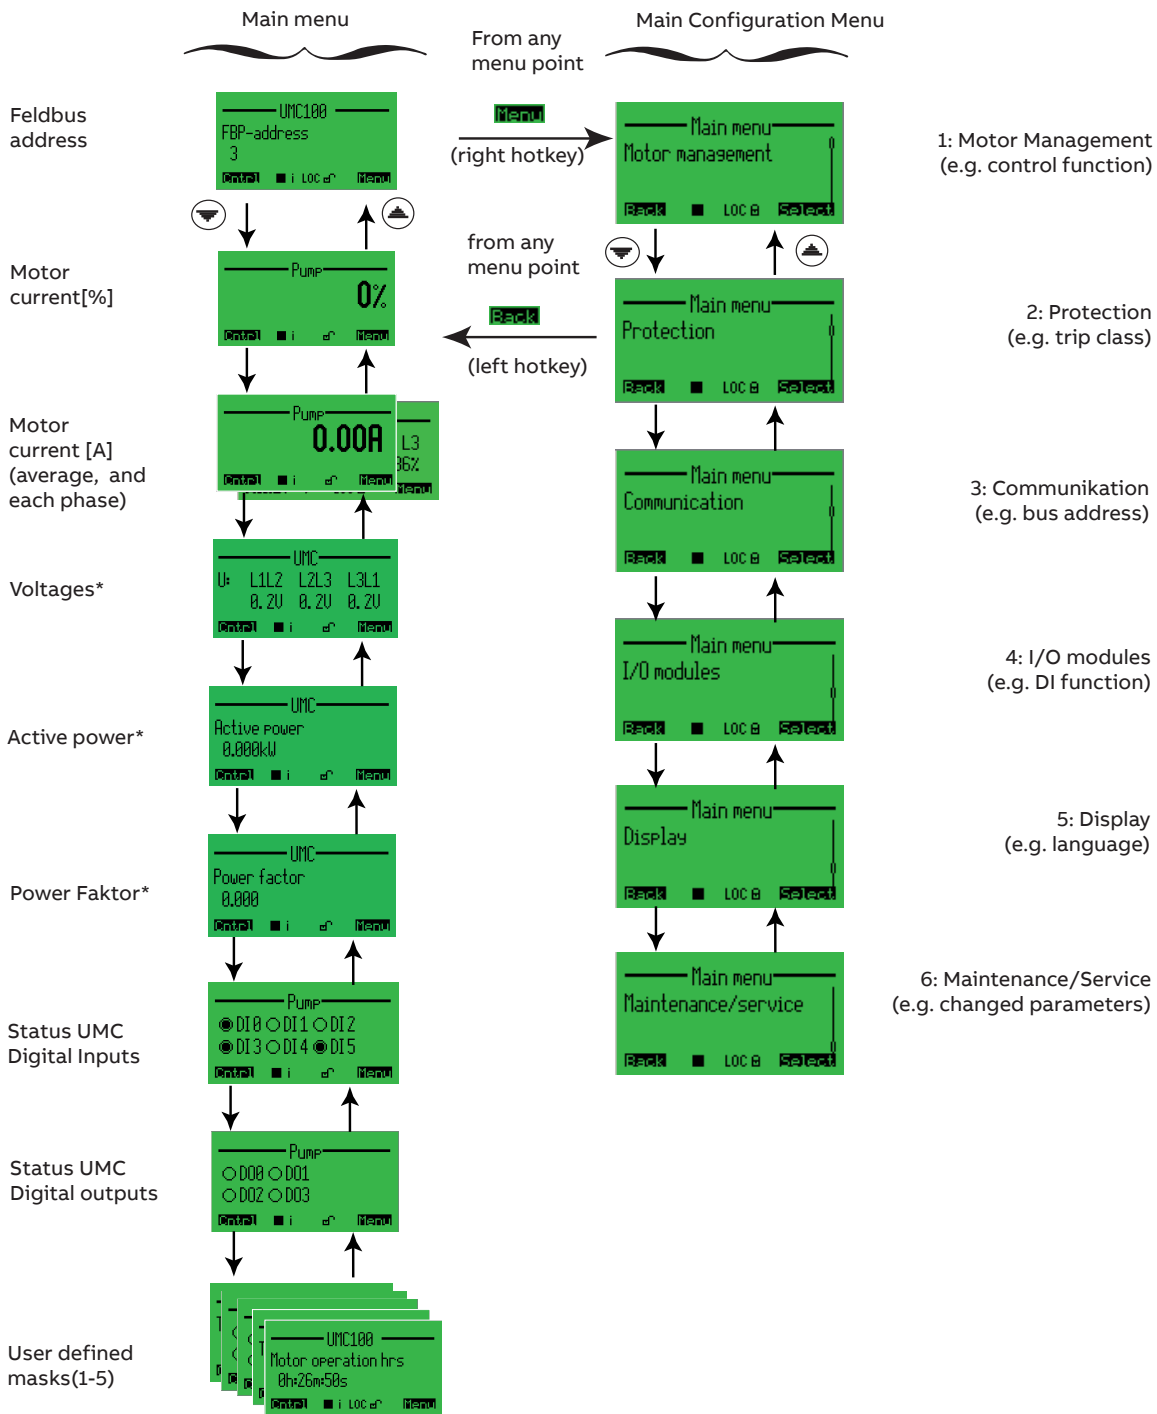 Main menu
Main Configuration Menu
From any
menu point
Feldbus
address
UMC100
FBP-address
3
Cntrl i LOC Menu
Menu
(right hotkey)
Main menu
Motor management
Back LOC Select
1: Motor Management
(e.g. control function)
from any
menu point
Back
(left hotkey)
Motor
current[%]
Pump
0%
Cntrl i Menu
Main menu
Protection
Back LOC Select
2: Protection
(e.g. trip class)
Motor
current [A]
(average, and
each phase)
Pump
0.00A
Cntrl i Menu
L3
36%
Menu
Main menu
Communication
Back LOC Select
3: Communikation
(e.g. bus address)
Voltages*
UMC
U: L1L2 L2L3 L3L1
0.2V 0.2V 0.2V
Cntrl i Menu
Main menu
I/O modules
Back LOC Select
4: I/O modules
(e.g. DI function)
Active power*
UMC
Active power
0.000kW
Cntrl i Menu
Main menu
Display
Back LOC Select
5: Display
(e.g. language)
Power Faktor*
UMC
Power factor
0.000
Cntrl i Menu
Main menu
Maintenance/service
Back LOC Select
6: Maintenance/Service
(e.g. changed parameters)
Status UMC
Digital Inputs
Pump
DI0 DI1 DI2
DI3 DI4 DI5
Cntrl i Menu
Status UMC
Digital outputs
Pump
DO0 DO1
DO2 DO3
Cntrl i Menu
User defined
masks(1-5)
UMC100
Motor operation hrs
0h:26m:50s
Cntrl i LOC Menu